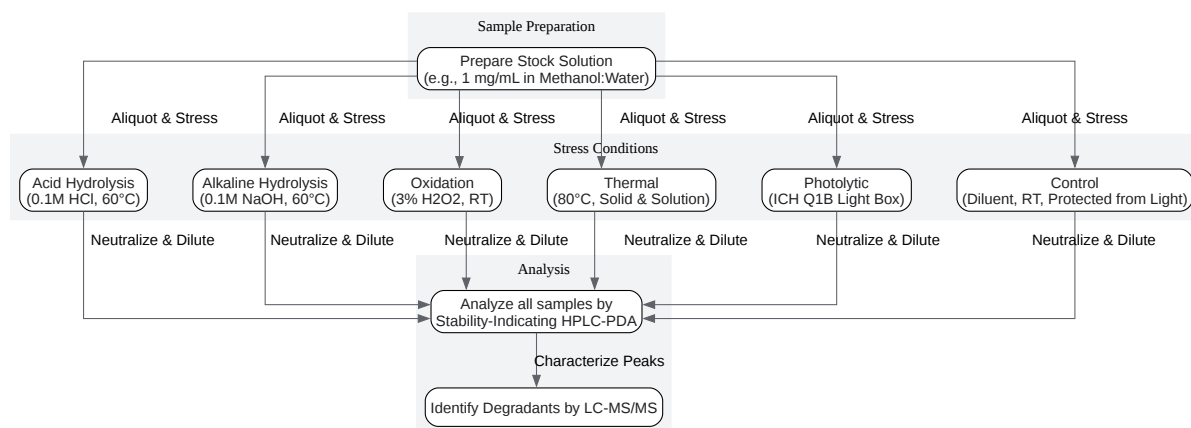 Sample Preparation
Prepare Stock Solution
(e.g., 1 mg/mL in Methanol:Water)
Aliquot & Stress
Aliquot & Stress
Aliquot & Stress
Aliquot & Stress
Aliquot & Stress
Aliquot & Stress
Stress Conditions
Acid Hydrolysis
(0.1M HCl, 60°C)
Alkaline Hydrolysis
(0.1M NaOH, 60°C)
Oxidation
(3% H2O2, RT)
Thermal
(80°C, Solid & Solution)
Photolytic
(ICH Q1B Light Box)
Control
(Diluent, RT, Protected from Light)
Neutralize & Dilute
Neutralize & Dilute
Neutralize & Dilute
Neutralize & Dilute
Neutralize & Dilute
Neutralize & Dilute
Analysis
Analyze all samples by
Stability-Indicating HPLC-PDA
Characterize Peaks
Identify Degradants by LC-MS/MS